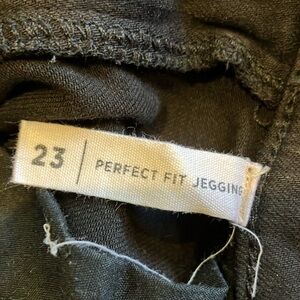 23 | PERFECT FIT JEGGING